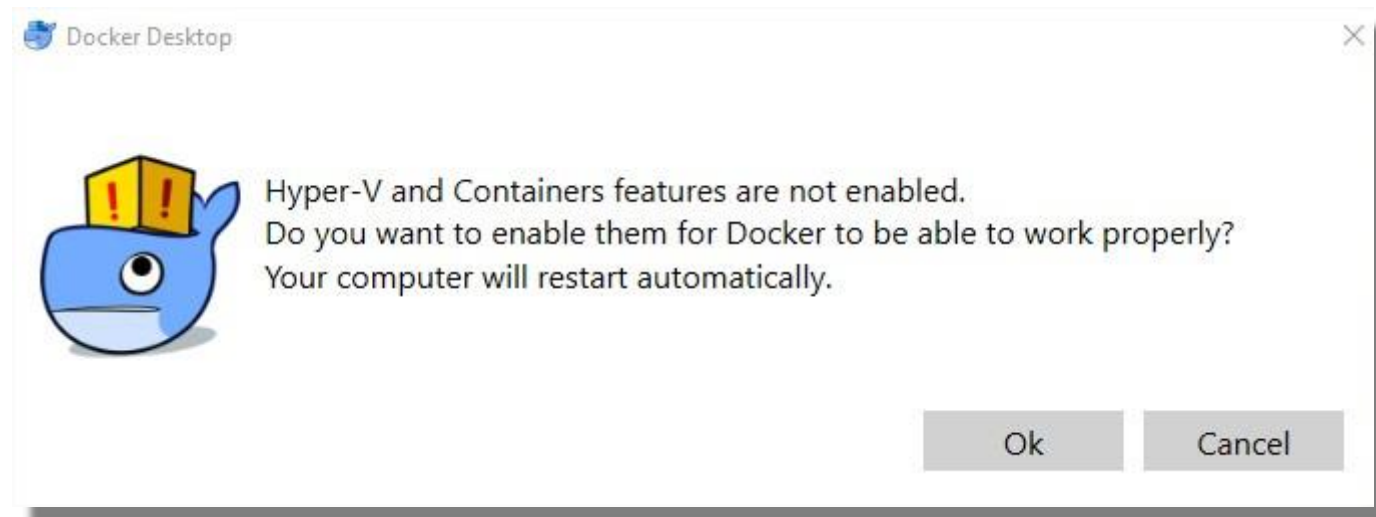 Docker Desktop
Hyper-V and Containers features are not enabled.
Do you want to enable them for Docker to be able to work properly?
Your computer will restart automatically.
Ok Cancel